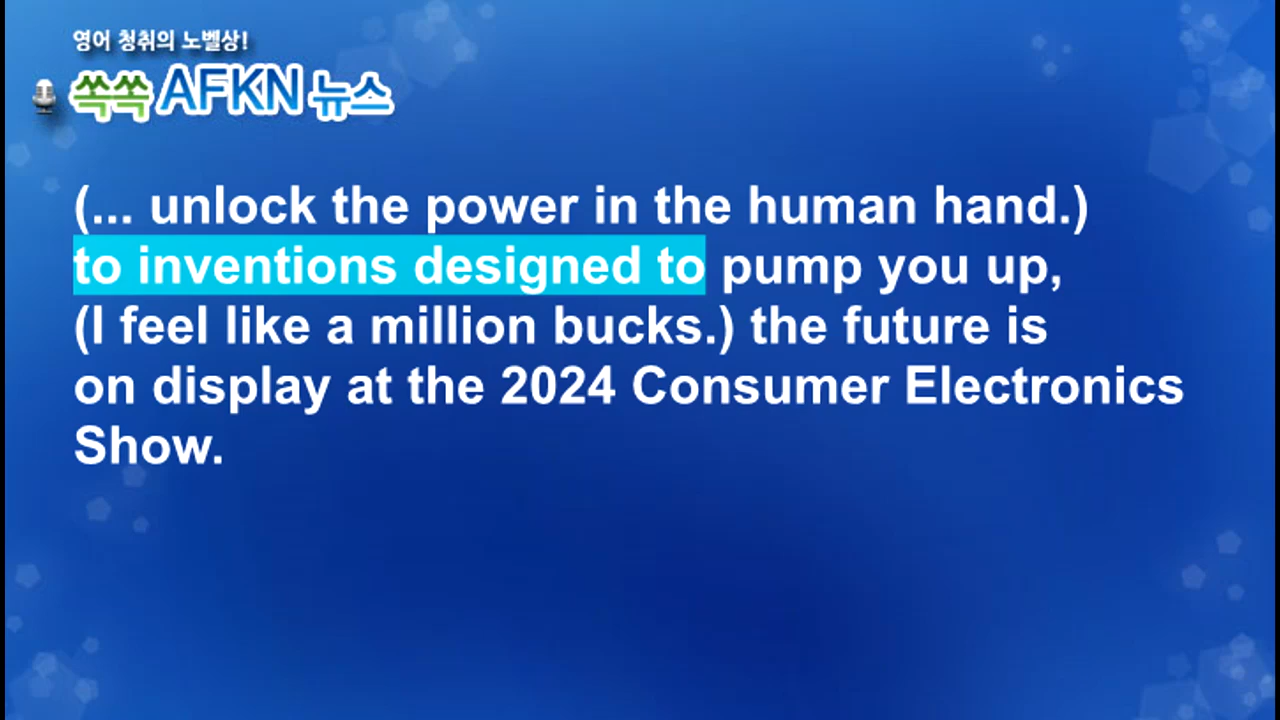 영어 청취의 노벨상!
쏙쏙 AFKN 뉴스
(... unlock the power in the human hand.)
to inventions designed to pump you up,
(I feel like a million bucks.) the future is
on display at the 2024 Consumer Electronics
Show.